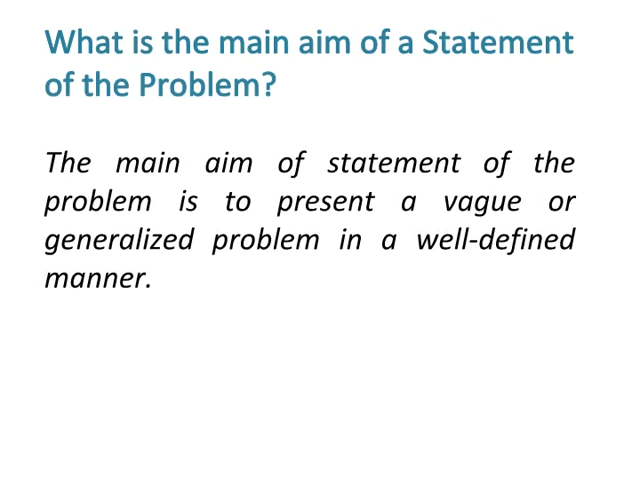 What is the main aim of a Statement
of the Problem?
The main aim of statement of the
problem is to present a vague or
generalized problem in a well-defined
manner.